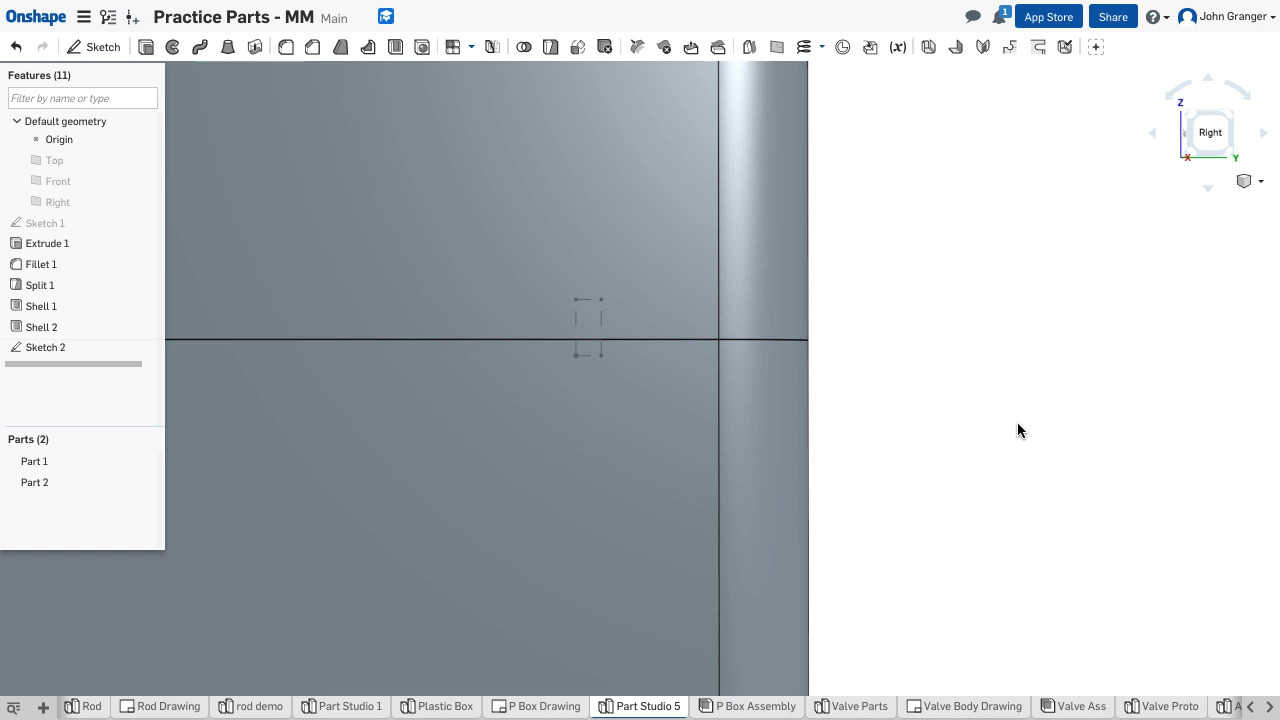 Onshape
Practice Parts - MM Main
1
App Store
Share
John Granger
Sketch
(x)
Features (11)
Filter by name or type
Default geometry
Origin
Top
Front
Right
Sketch 1
Extrude 1
Fillet 1
Split 1
Shell 1
Shell 2
Sketch 2
Parts (2)
Part 1
Part 2
Z
Right
X
Y
Rod
Rod Drawing
rod demo
Part Studio 1
Plastic Box
P Box Drawing
Part Studio 5
P Box Assembly
Valve Parts
Valve Body Drawing
Valve Ass
Valve Proto